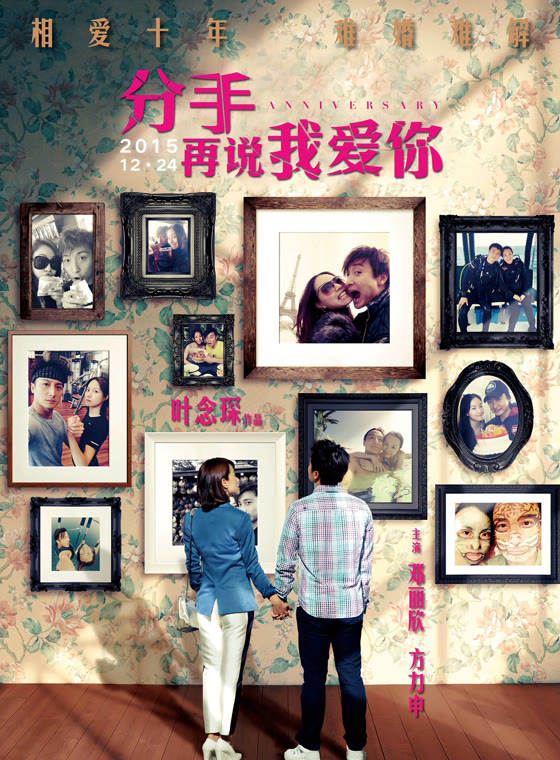 相爱十年 难婚难解
分手
ANNIVERSARY
2015
12·24
再说我爱你
叶念琛 作品
主演 邓丽欣 方力申